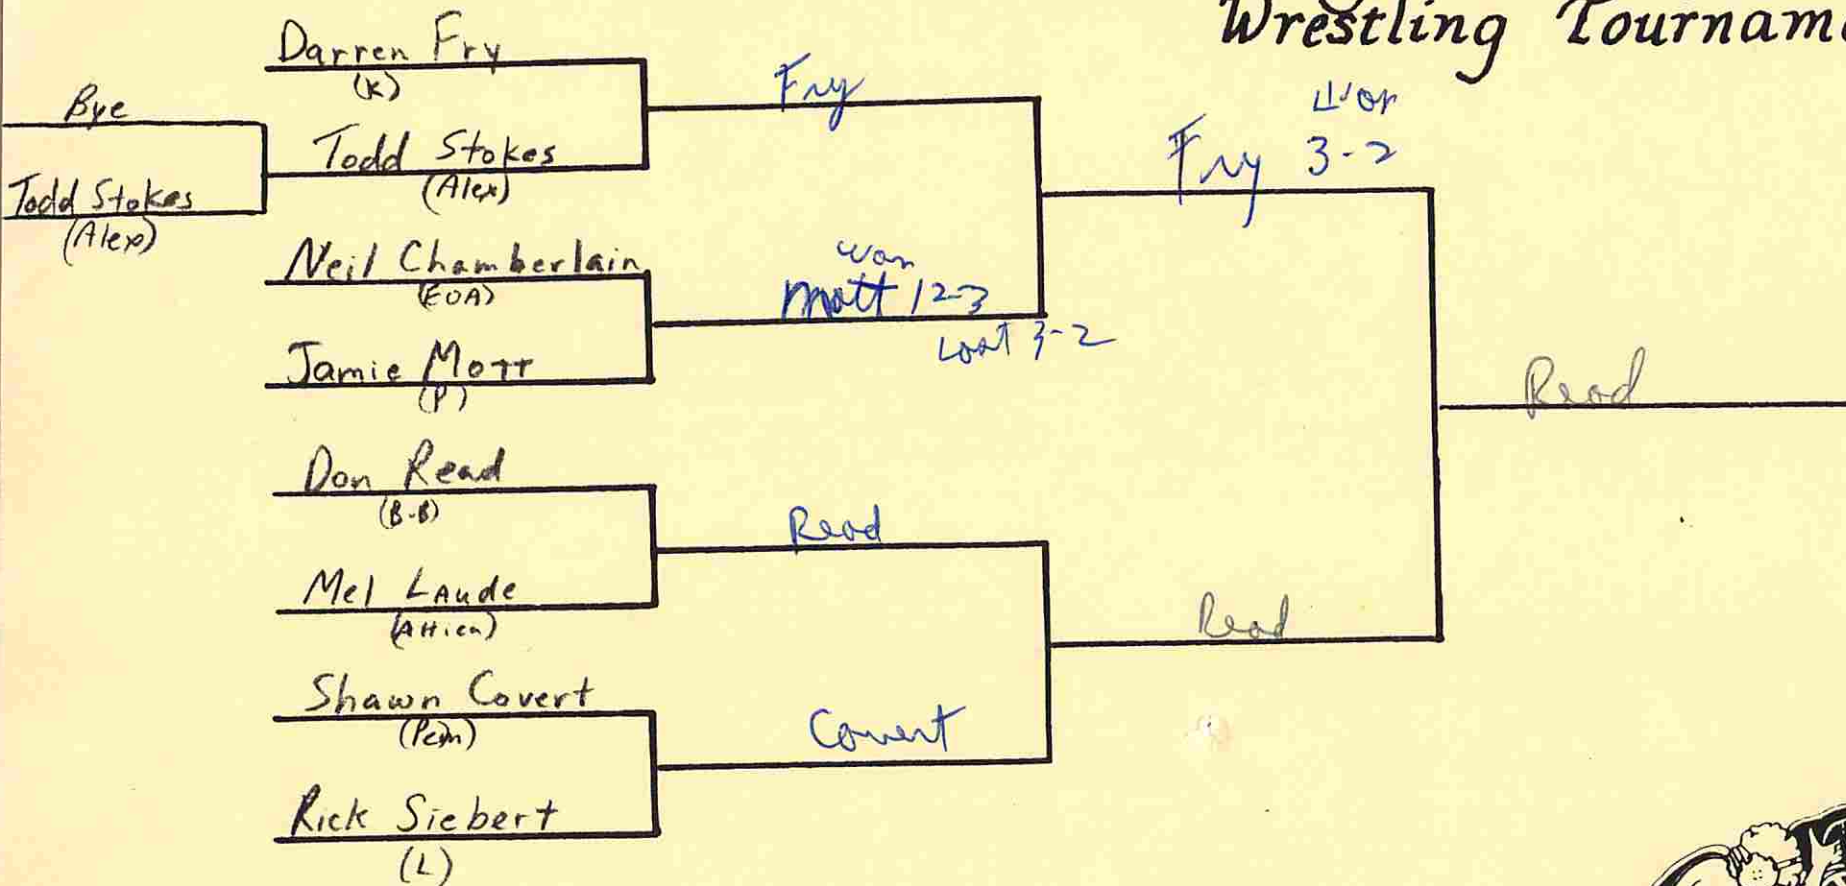 Wrestling Tournam
Darren Fry
(K)
Bye
Fry
Todd Stokes
(Alex)
Todd Stokes
(Alex)
Fry 3-2
Neil Chamberlain
(EOA)
won
Mott 12-3
Lost 3-2
Jamie Mott
(P)
Read
Don Read
(B-B)
Read
Mel Laude
(Attica)
Read
Shawn Covert
(Pem)
Covert
Rick Siebert
(L)